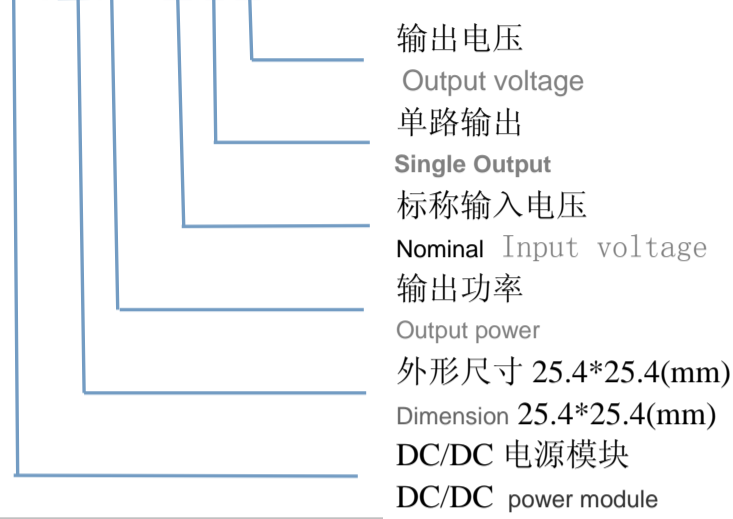 输出电压
Output voltage
单路输出
Single Output
标称输入电压
Nominal Input voltage
输出功率
Output power
外形尺寸 25.4*25.4(mm)
Dimension 25.4*25.4(mm)
DC/DC 电源模块
DC/DC power module